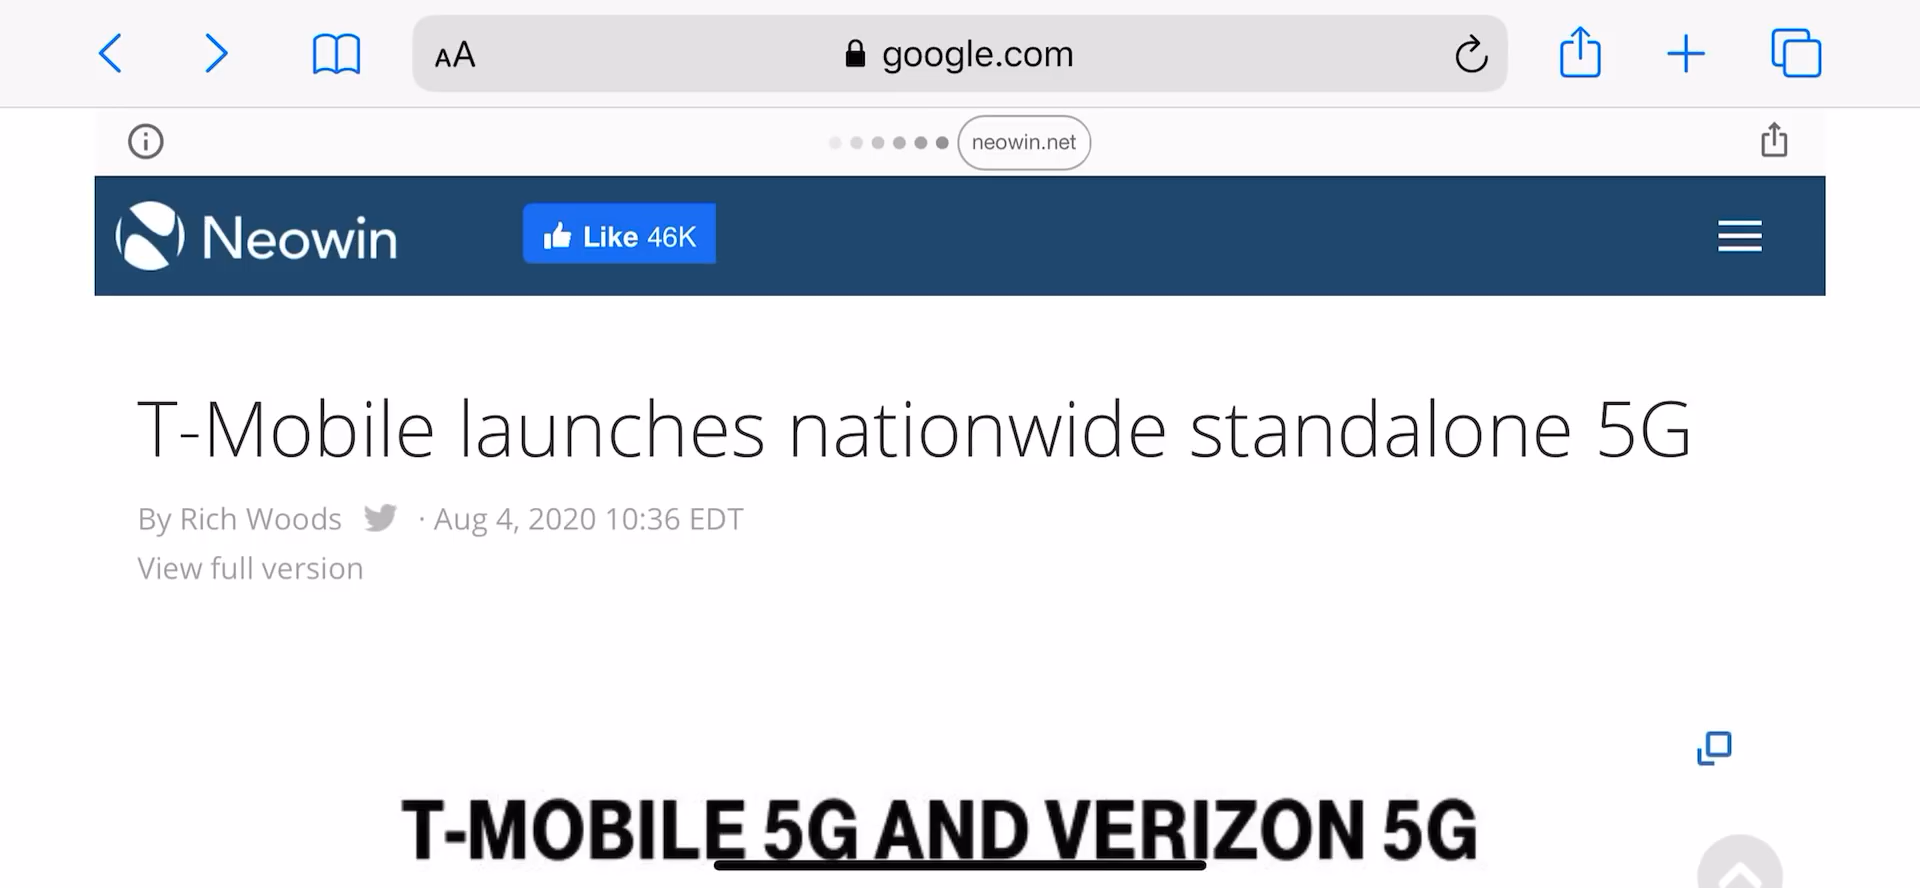 AA google.com
neowin.net
Neowin Like 46K
T-Mobile launches nationwide standalone 5G
By Rich Woods · Aug 4, 2020 10:36 EDT
View full version
T-MOBILE 5G AND VERIZON 5G